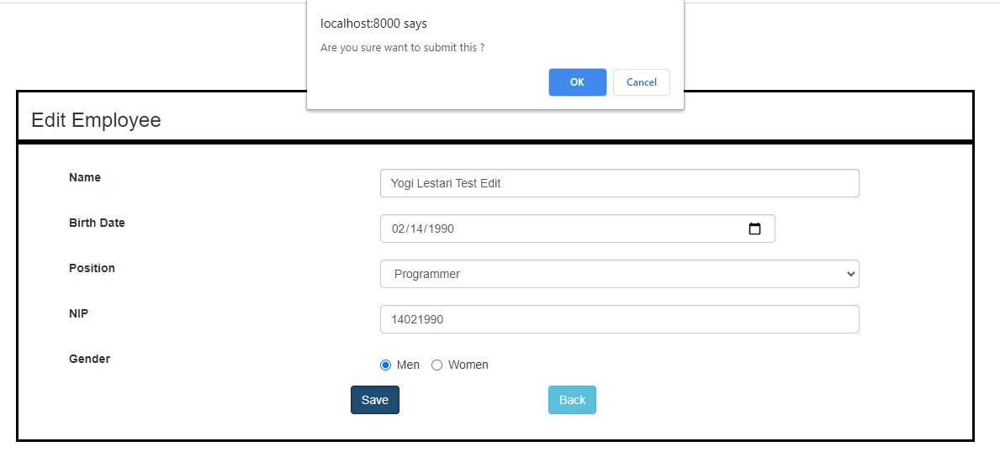 localhost:8000 says
Are you sure want to submit this ?
OK Cancel
Edit Employee
Name Yogi Lestari Test Edit
Birth Date 02/14/1990
Position Programmer
NIP 14021990
Gender Men Women
Save Back